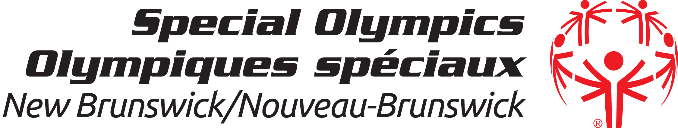 Special Olympics
Olympiques spéciaux
New Brunswick/Nouveau-Brunswick
®